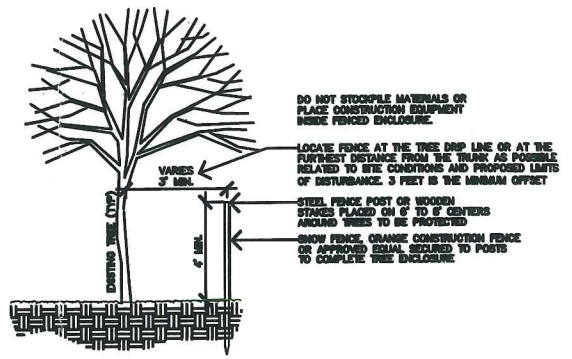 DO NOT STOCKPILE MATERIALS OR
PLACE CONSTRUCTION EQUIPMENT
INSIDE FENCED ENCLOSURE.
LOCATE FENCE AT THE TREE DRIP LINE OR AT THE
FURTHEST DISTANCE FROM THE TRUNK AS POSSIBLE
RELATED TO SITE CONDITIONS AND PROPOSED LIMITS
OF DISTURBANCE. 3 FEET IS THE MINIMUM OFFSET
VARIES
3' MIN.
STEEL FENCE POST OR WOODEN
STAKES PLACED ON 6' TO 8' CENTERS
AROUND TREES TO BE PROTECTED
EXISTING TREE (TYP)
4' MIN.
SNOW FENCE, ORANGE CONSTRUCTION FENCE
OR APPROVED EQUAL SECURED TO POSTS
TO COMPLETE TREE ENCLOSURE